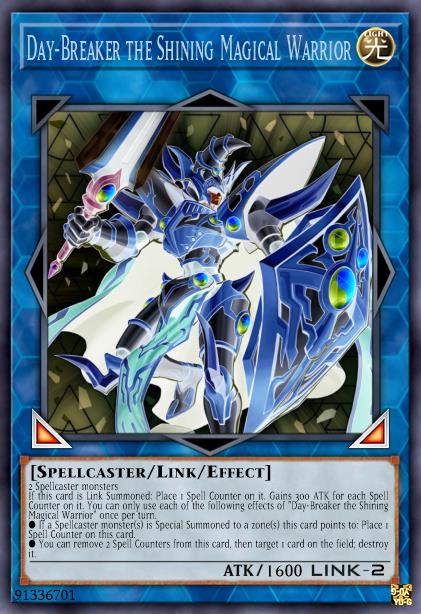 DAY-BREAKER THE SHINING MAGICAL WARRIOR
LIGHT
光
[SPELLCASTER/LINK/EFFECT]
2 Spellcaster monsters
If this card is Link Summoned: Place 1 Spell Counter on it. Gains 300 ATK for each Spell
Counter on it. You can only use each of the following effects of "Day-Breaker the Shining
Magical Warrior" once per turn.
● If a Spellcaster monster(s) is Special Summoned to a zone(s) this card points to: Place 1
Spell Counter on this card.
● You can remove 2 Spell Counters from this card, then target 1 card on the field; destroy
it.
ATK/1600 LINK-2
91336701